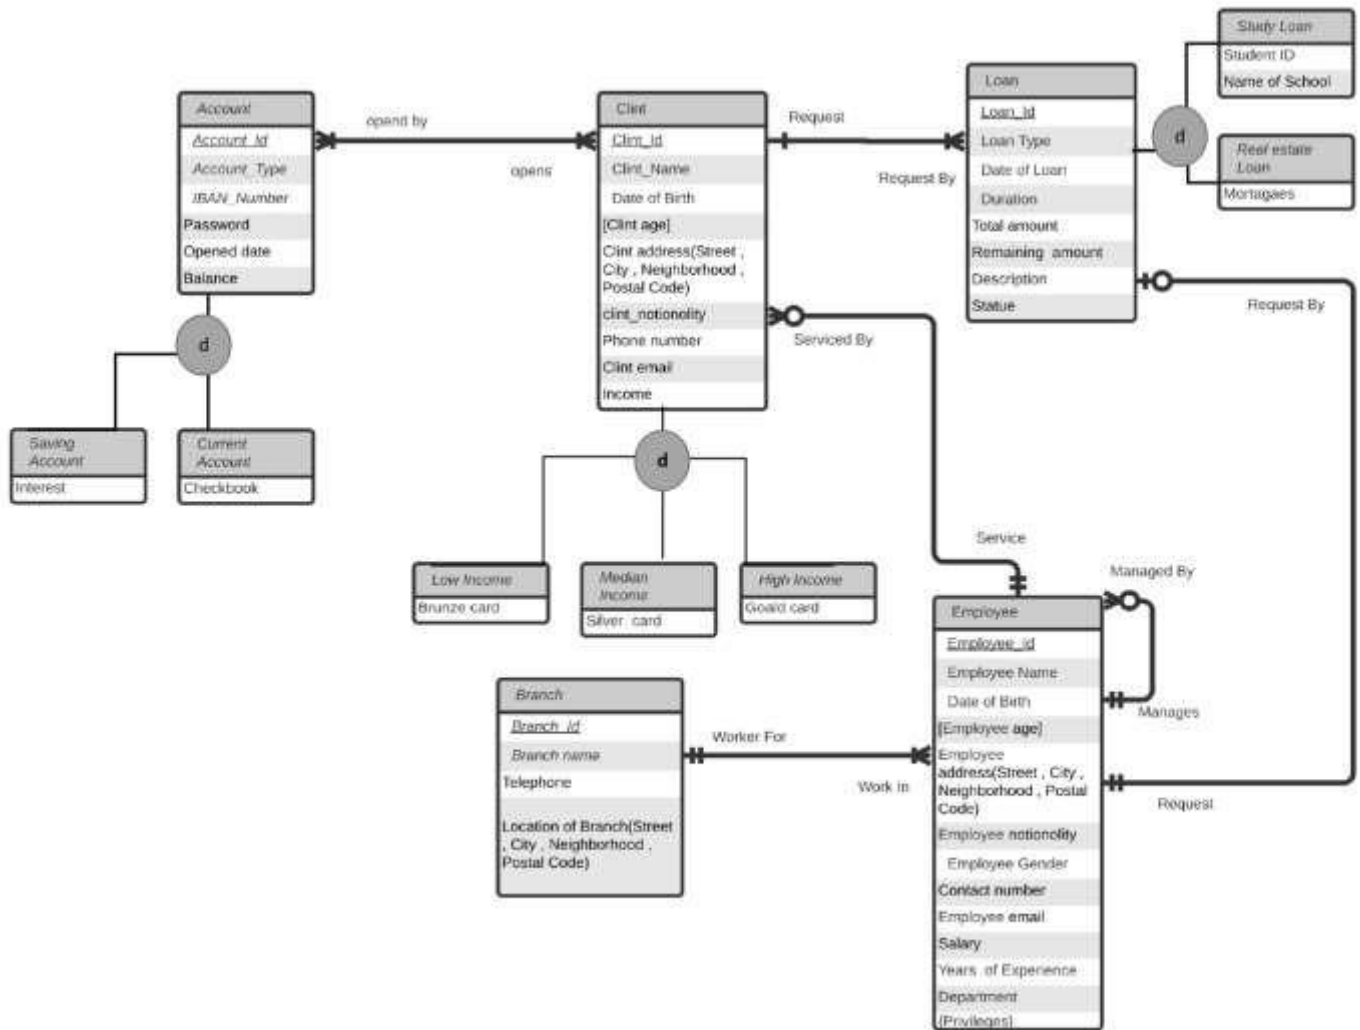 Account
Account_Id
Account_Type
IBAN_Number
Password
Opened date
Balance
d
Saving
Account
Interest
Current
Account
Checkbook
opend by
opens
Clint
Clint_Id
Clint_Name
Date of Birth
[Clint age]
Clint address(Street ,
City , Neighborhood ,
Postal Code)
clint_notionolity
Phone number
Clint email
Income
d
Low Income
Brunze card
Median
Income
Silver card
High Income
Goald card
Request
Request By
Loan
Loan_Id
Loan Type
Date of Loan
Duration
Total amount
Remaining amount
Description
Statue
d
Study Loan
Student ID
Name of School
Real estate
Loan
Mortagaes
Request By
Serviced By
Service
Managed By
Manages
Request
Employee
Employee_id
Employee Name
Date of Birth
[Employee age]
Employee
address(Street , City ,
Neighborhood , Postal
Code)
Employee notionolity
Employee Gender
Contact number
Employee email
Salary
Years of Experience
Department
{Privileges}
Branch
Branch_Id
Branch name
Telephone
Location of Branch(Street
, City , Neighborhood ,
Postal Code)
Worker For
Work In